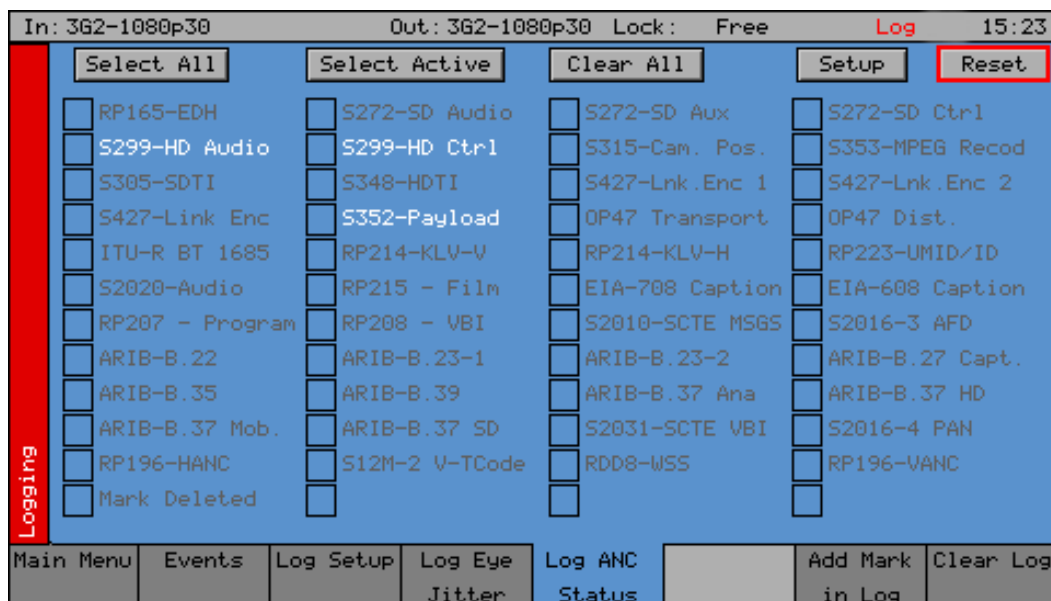 In: 3G2-1080p30 Out: 3G2-1080p30 Lock: Free Log 15:23
Select All Select Active Clear All Setup Reset
RP165-EDH S272-SD Audio S272-SD Aux S272-SD Ctrl
S299-HD Audio S299-HD Ctrl S315-Cam. Pos. S353-MPEG Recod
S305-SDTI S348-HDTI S427-Lnk.Enc 1 S427-Lnk.Enc 2
S427-Link Enc S352-Payload OP47 Transport OP47 Dist.
ITU-R BT 1685 RP214-KLV-V RP214-KLV-H RP223-UMID/ID
S2020-Audio RP215 - Film EIA-708 Caption EIA-608 Caption
RP207 - Program RP208 - VBI S2010-SCTE MSGS S2016-3 AFD
ARIB-B.22 ARIB-B.23-1 ARIB-B.23-2 ARIB-B.27 Capt.
ARIB-B.35 ARIB-B.39 ARIB-B.37 Ana ARIB-B.37 HD
ARIB-B.37 Mob. ARIB-B.37 SD S2031-SCTE VBI S2016-4 PAN
RP196-HANC S12M-2 V-TCode RDD8-WSS RP196-VANC
Mark Deleted
Logging
Main Menu Events Log Setup Log Eye Jitter Log ANC Status Add Mark in Log Clear Log